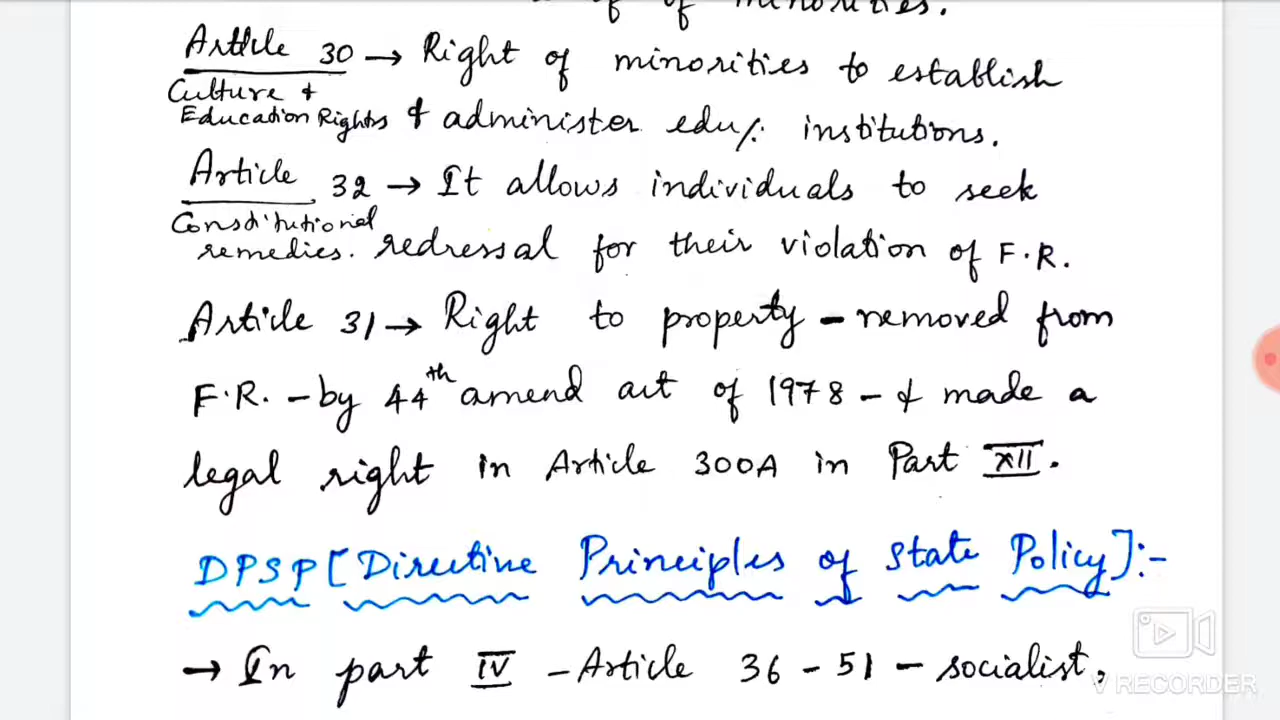 of minorities.
Article 30 → Right of minorities to establish
Culture &
Education Rights & administer edu/. institutions.
Article 32 → It allows individuals to seek
Constitutional
remedies. redressal for their violation of F.R.
Article 31 → Right to property - removed from
F.R. - by 44th amend act of 1978 - & made a
legal right in Article 300A in Part XII.
DPSP [Directive Principles of State Policy]:-
→ In part IV - Article 36 - 51 - socialist,
V RECORDER